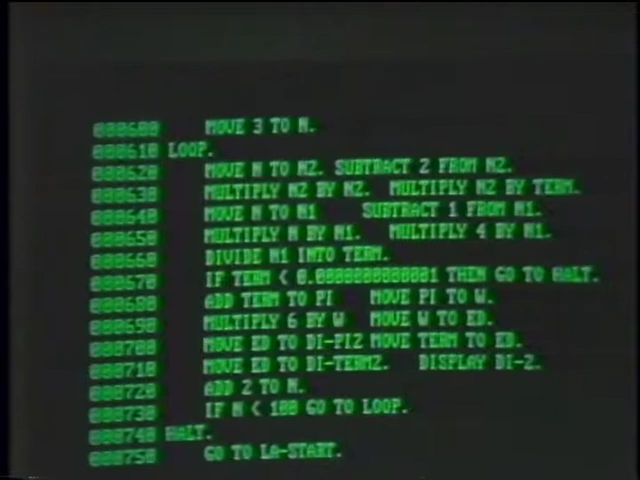 000600 MOVE 3 TO N.
000610 LOOP.
000620 MOVE N TO N2. SUBTRACT 2 FROM N2.
000630 MULTIPLY N2 BY N2. MULTIPLY N2 BY TERM.
000640 MOVE N TO N1 SUBTRACT 1 FROM N1.
000650 MULTIPLY N BY N1. MULTIPLY 4 BY N1.
000660 DIVIDE N1 INTO TERM.
000670 IF TERM < 0.0000000000001 THEN GO TO HALT.
000680 ADD TERM TO PI MOVE PI TO W.
000690 MULTIPLY 6 BY W MOVE W TO ED.
000700 MOVE ED TO DI-PI2 MOVE TERM TO ED.
000710 MOVE ED TO DI-TERM2. DISPLAY DI-2.
000720 ADD 2 TO N.
000730 IF N < 100 GO TO LOOP.
000740 HALT.
000750 GO TO LA-START.